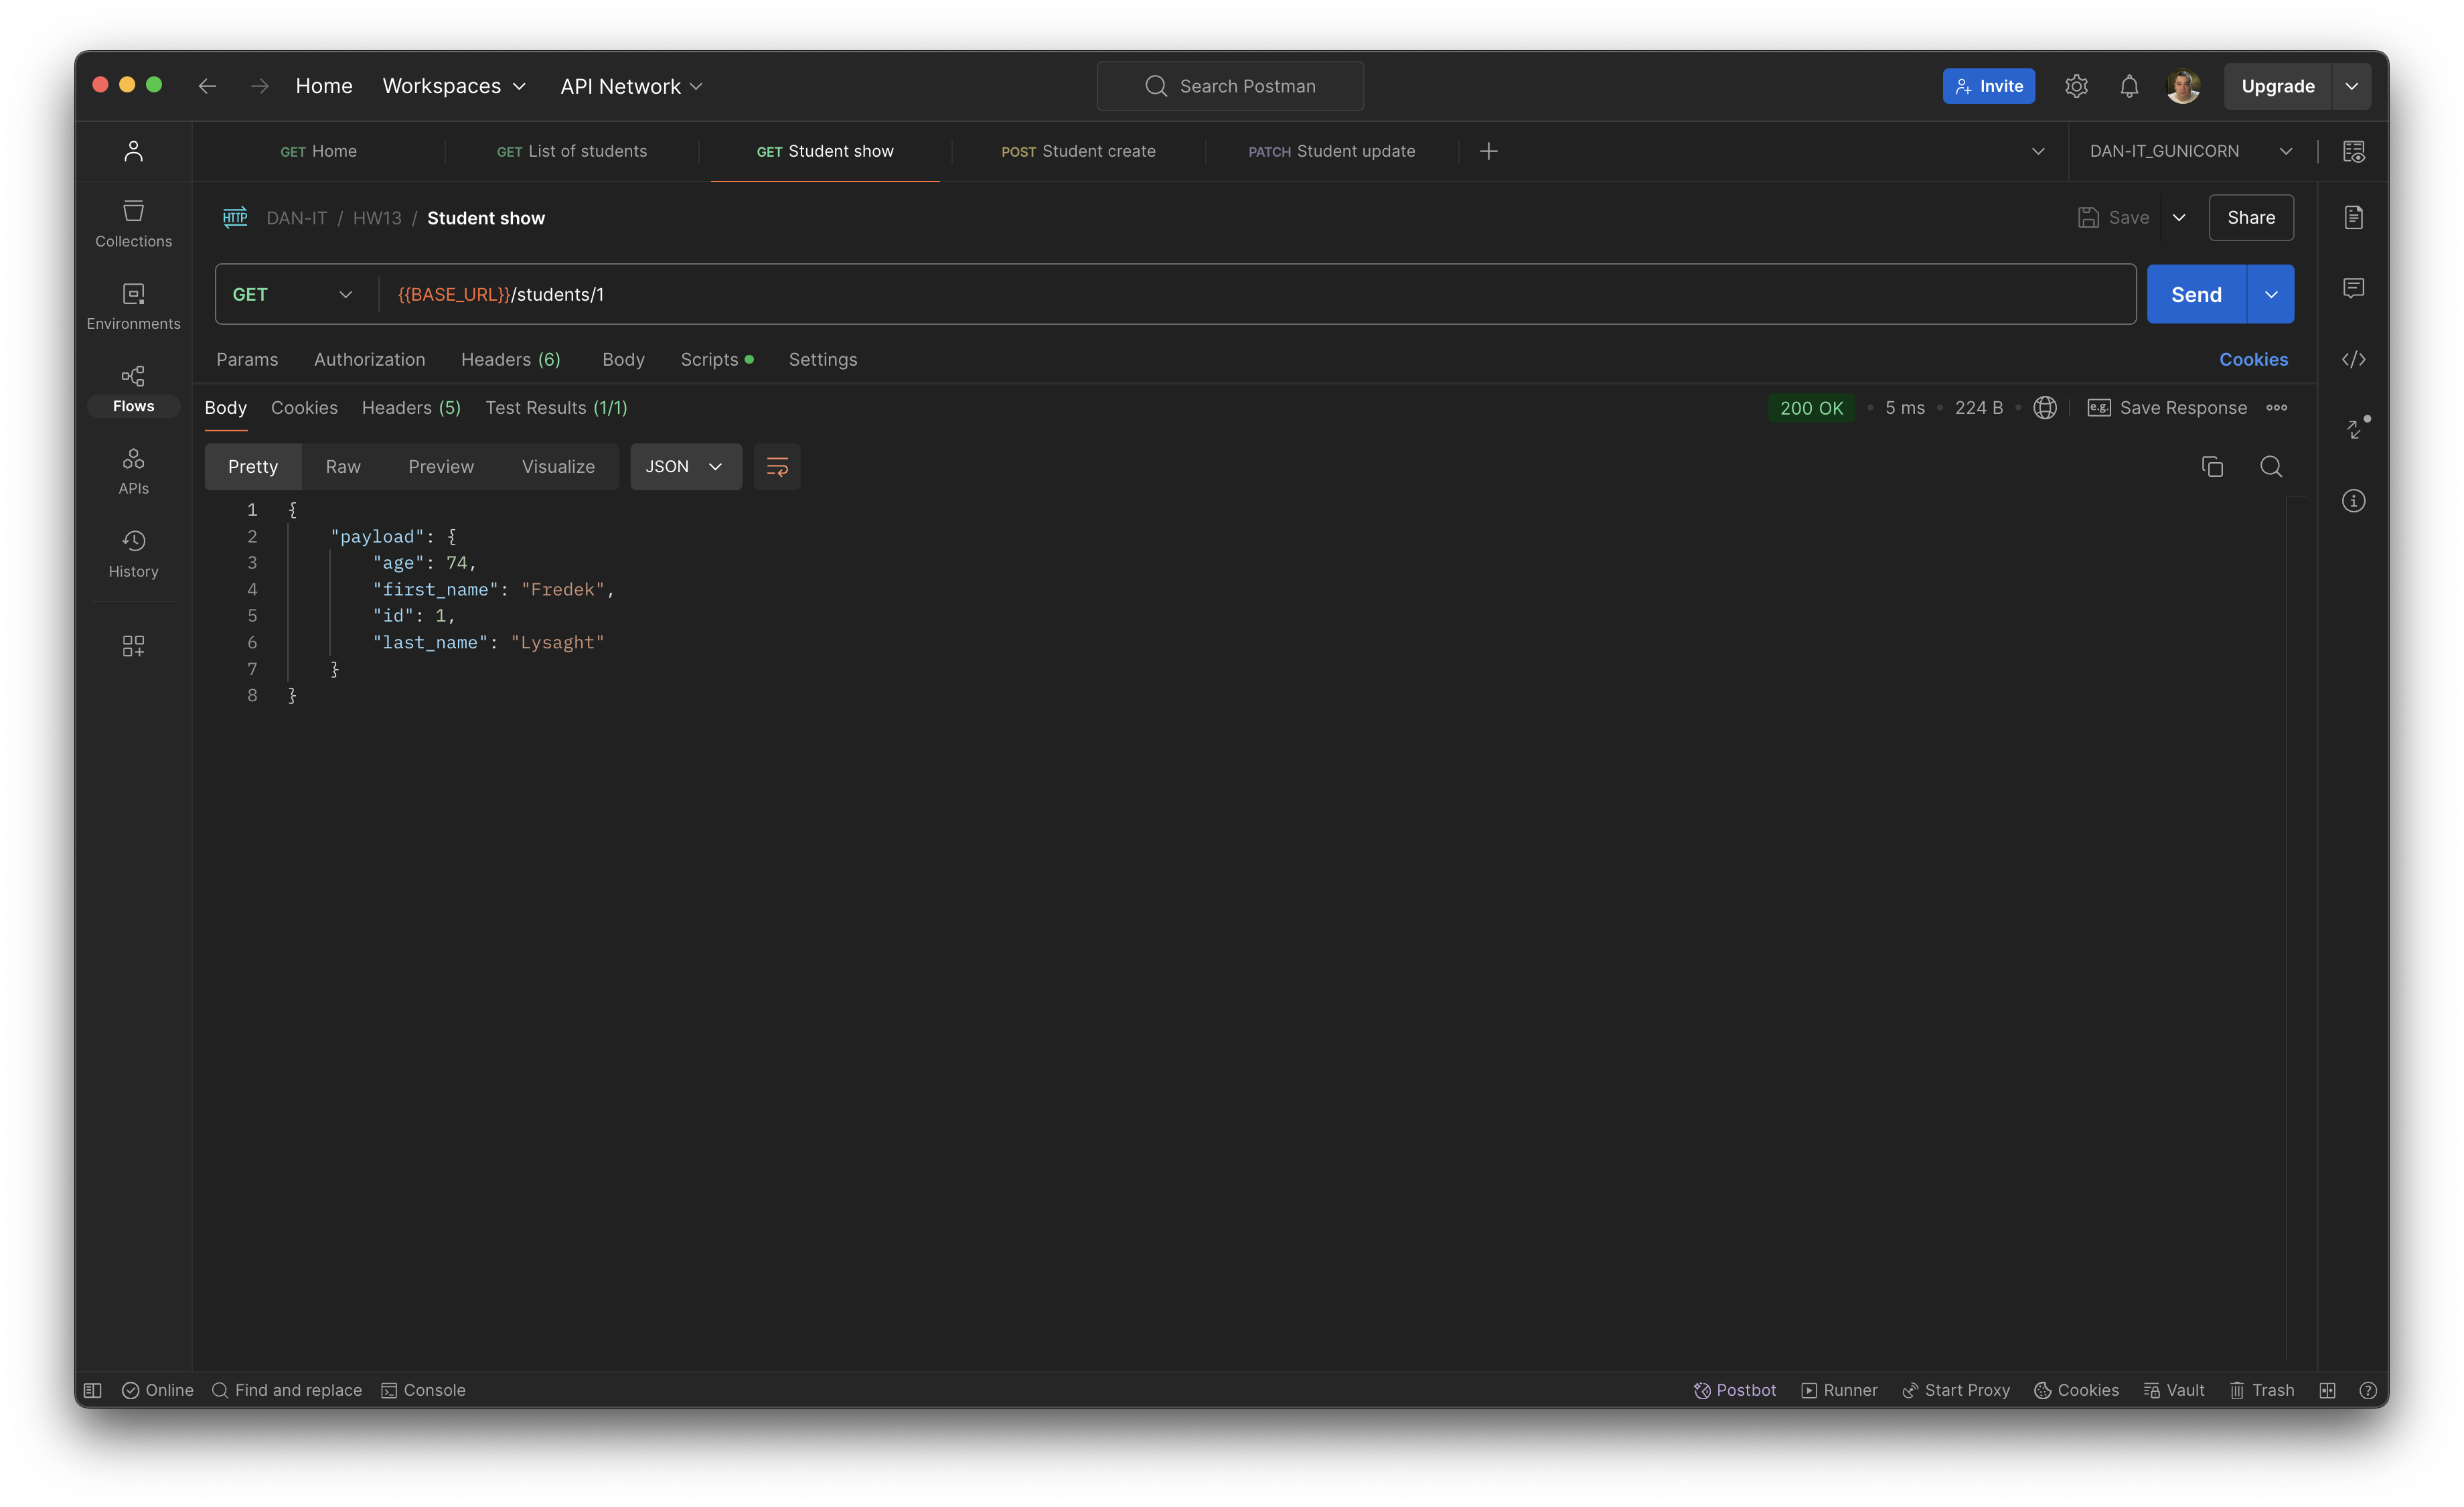 Home Workspaces API Network Search Postman Invite Upgrade
GET Home GET List of students GET Student show POST Student create PATCH Student update DAN-IT_GUNICORN
HTTP DAN-IT / HW13 / Student show Save Share
GET {{BASE_URL}}/students/1 Send
Params Authorization Headers (6) Body Scripts Settings Cookies
Body Cookies Headers (5) Test Results (1/1) 200 OK 5 ms 224 B e.g. Save Response
Pretty Raw Preview Visualize JSON
Collections
Environments
Flows
APIs
History
1 {
2 "payload": {
3 "age": 74,
4 "first_name": "Fredek",
5 "id": 1,
6 "last_name": "Lysaght"
7 }
8 }
Online Find and replace Console Postbot Runner Start Proxy Cookies Vault Trash